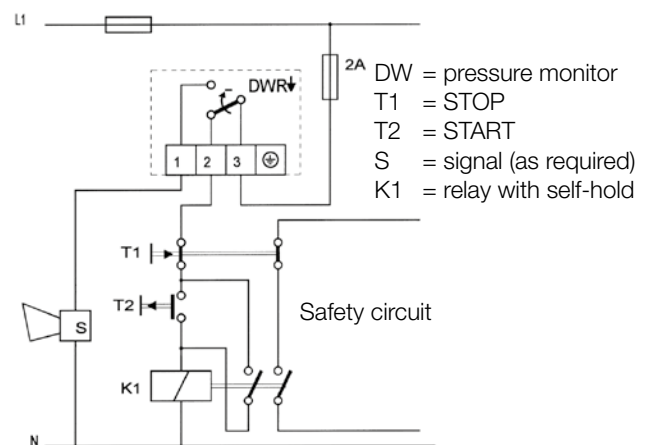 L1
2A
DWR↓
DW = pressure monitor
T1 = STOP
T2 = START
S = signal (as required)
K1 = relay with self-hold
1 2 3
T1
T2
Safety circuit
S
K1
N